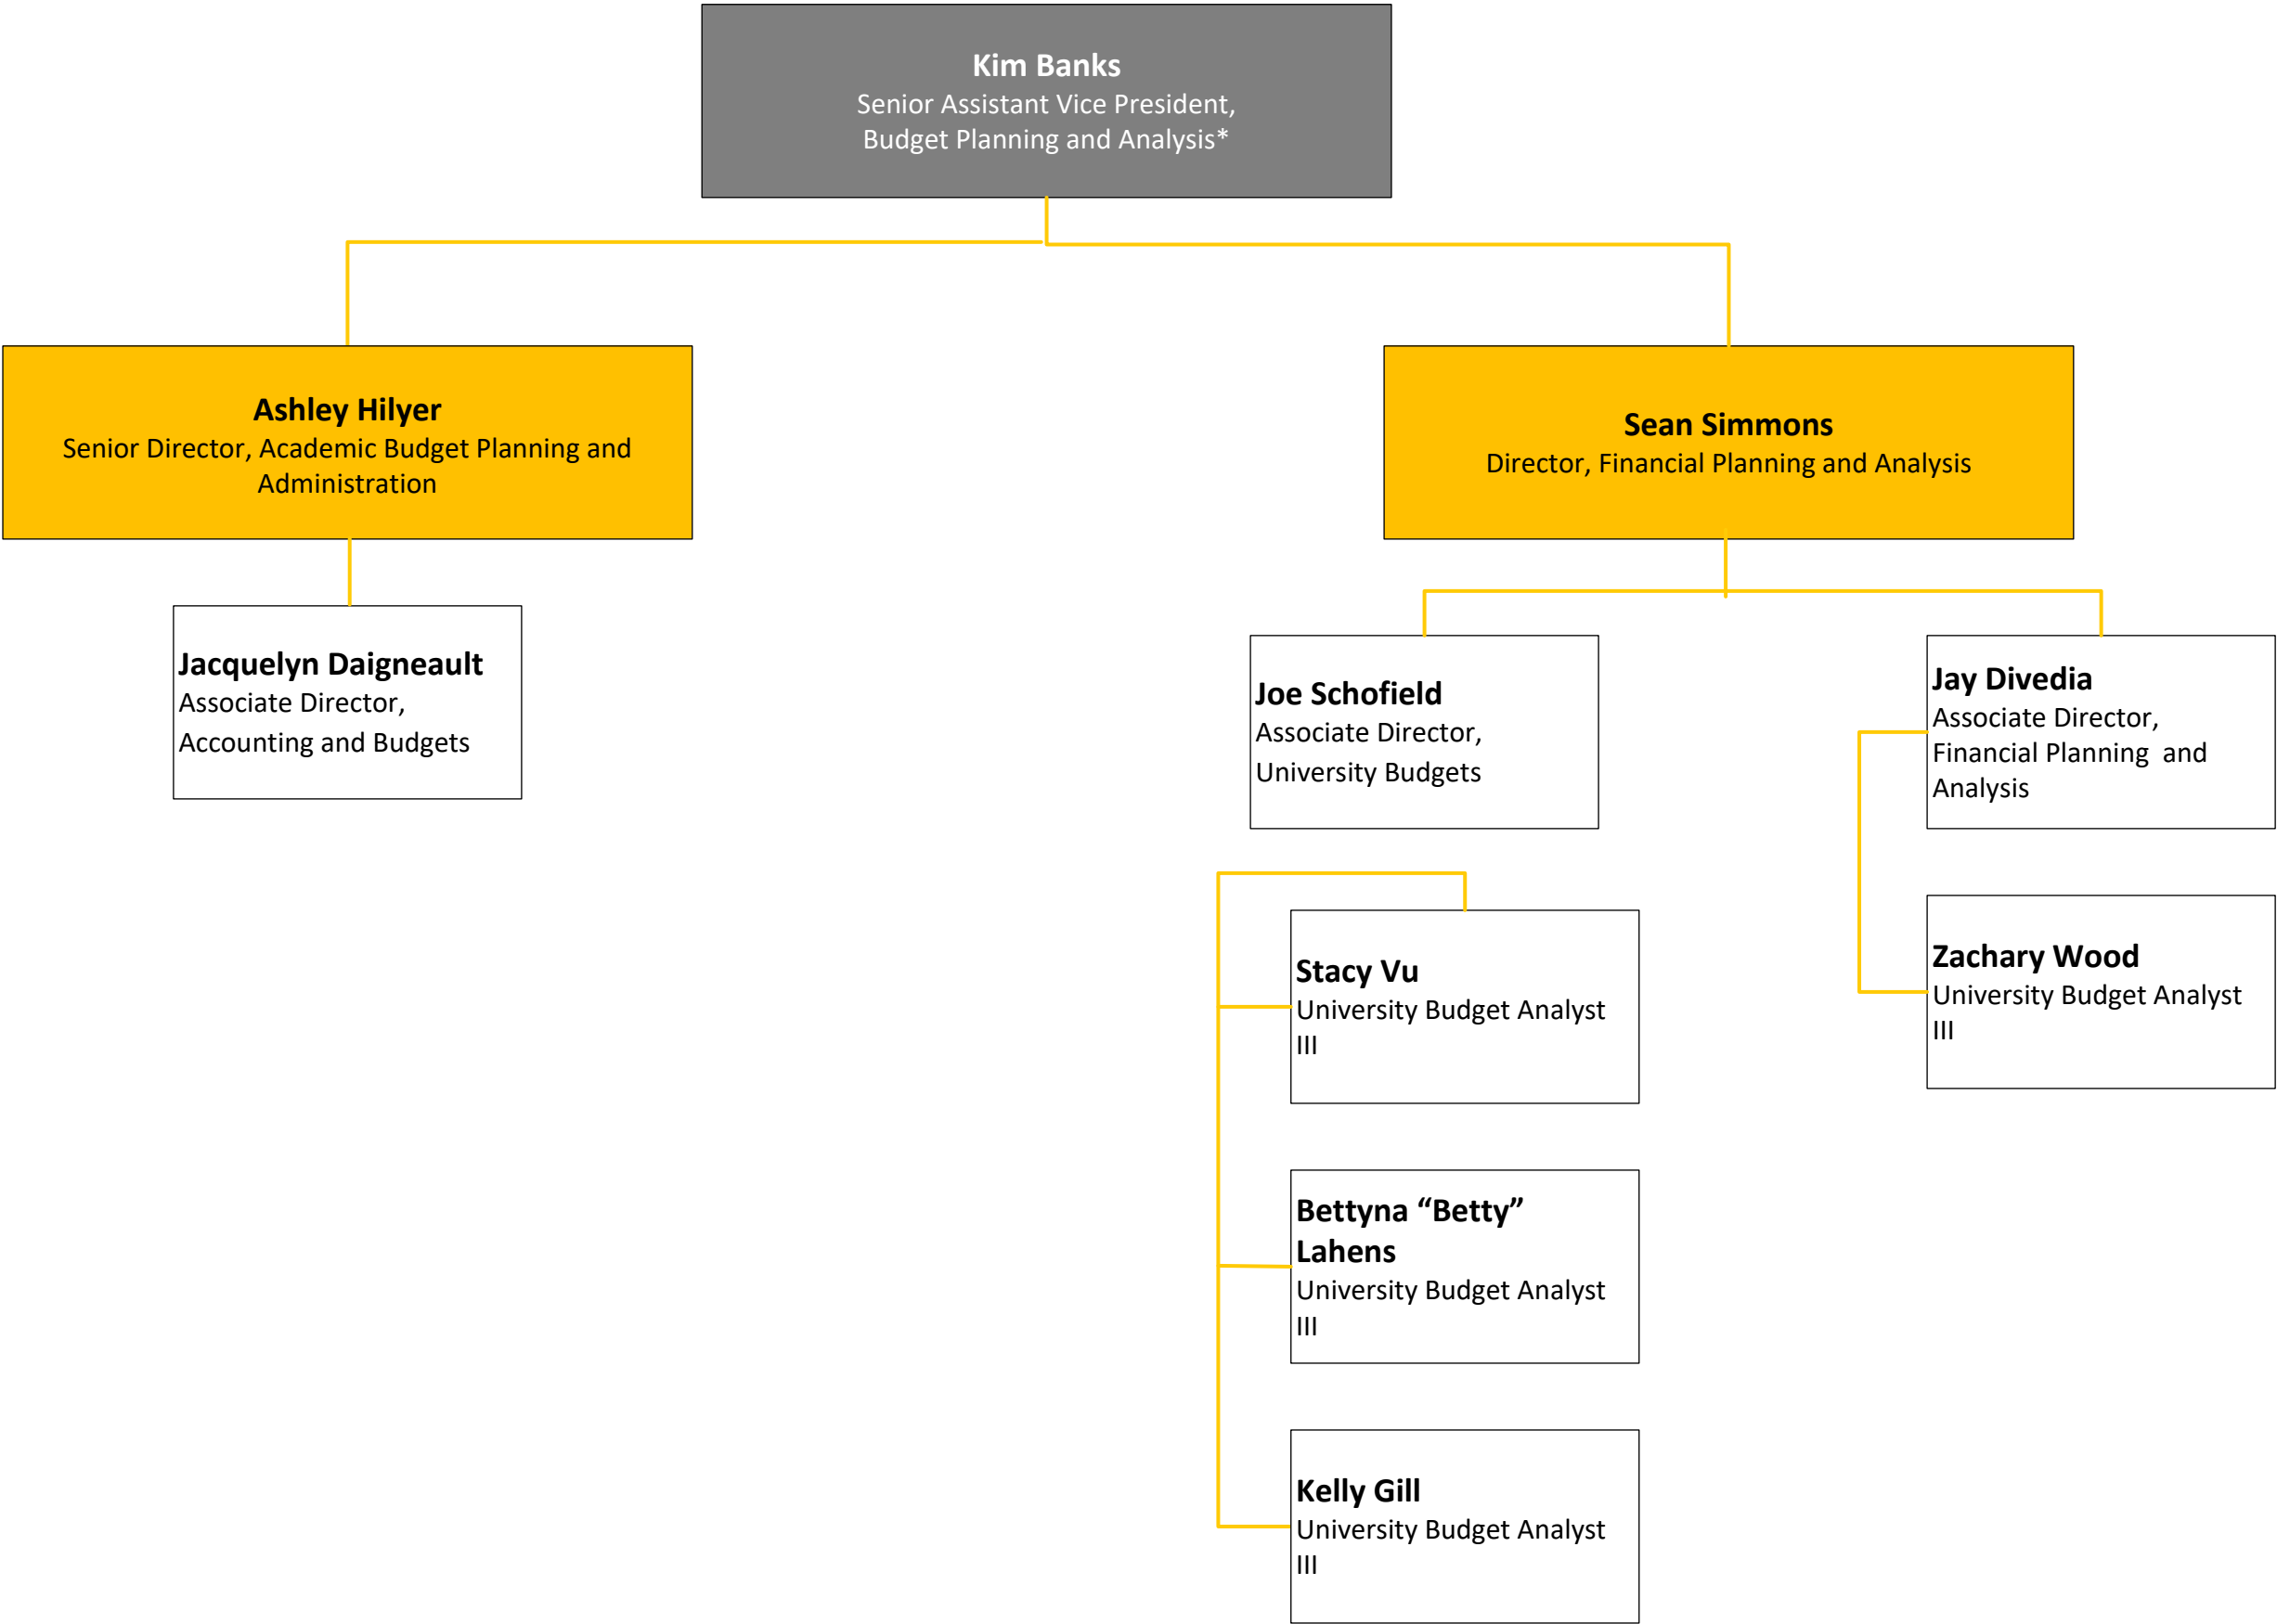 Kim Banks
Senior Assistant Vice President,
Budget Planning and Analysis*
Ashley Hilyer
Senior Director, Academic Budget Planning and
Administration
Sean Simmons
Director, Financial Planning and Analysis
Jacquelyn Daigneault
Associate Director,
Accounting and Budgets
Joe Schofield
Associate Director,
University Budgets
Jay Divedia
Associate Director,
Financial Planning  and
Analysis
Stacy Vu
University Budget Analyst
III
Zachary Wood
University Budget Analyst
III
Bettyna “Betty”
Lahens
University Budget Analyst
III
Kelly Gill
University Budget Analyst
III